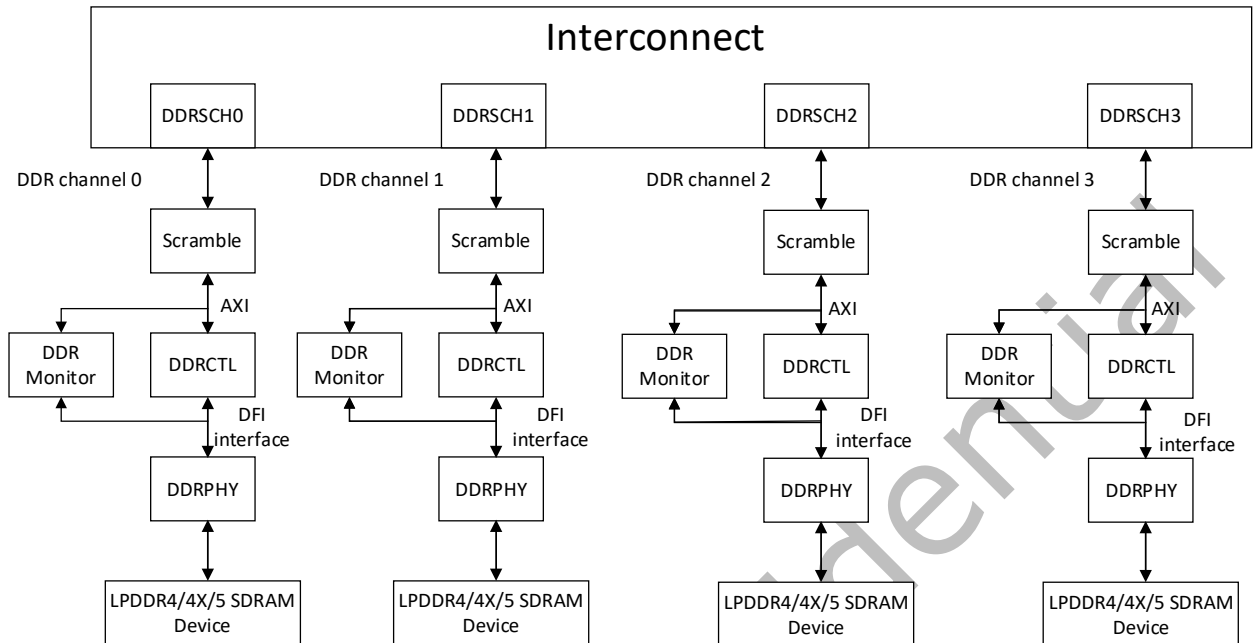 Interconnect
DDRSCH0
DDRSCH1
DDRSCH2
DDRSCH3
DDR channel 0
DDR channel 1
DDR channel 2
DDR channel 3
Scramble
Scramble
Scramble
Scramble
AXI
AXI
AXI
AXI
DDR
Monitor
DDRCTL
DDR
Monitor
DDRCTL
DDR
Monitor
DDRCTL
DDR
Monitor
DDRCTL
DFI
interface
DFI
interface
DFI
interface
DFI
interface
DDRPHY
DDRPHY
DDRPHY
DDRPHY
LPDDR4/4X/5 SDRAM
Device
LPDDR4/4X/5 SDRAM
Device
LPDDR4/4X/5 SDRAM
Device
LPDDR4/4X/5 SDRAM
Device